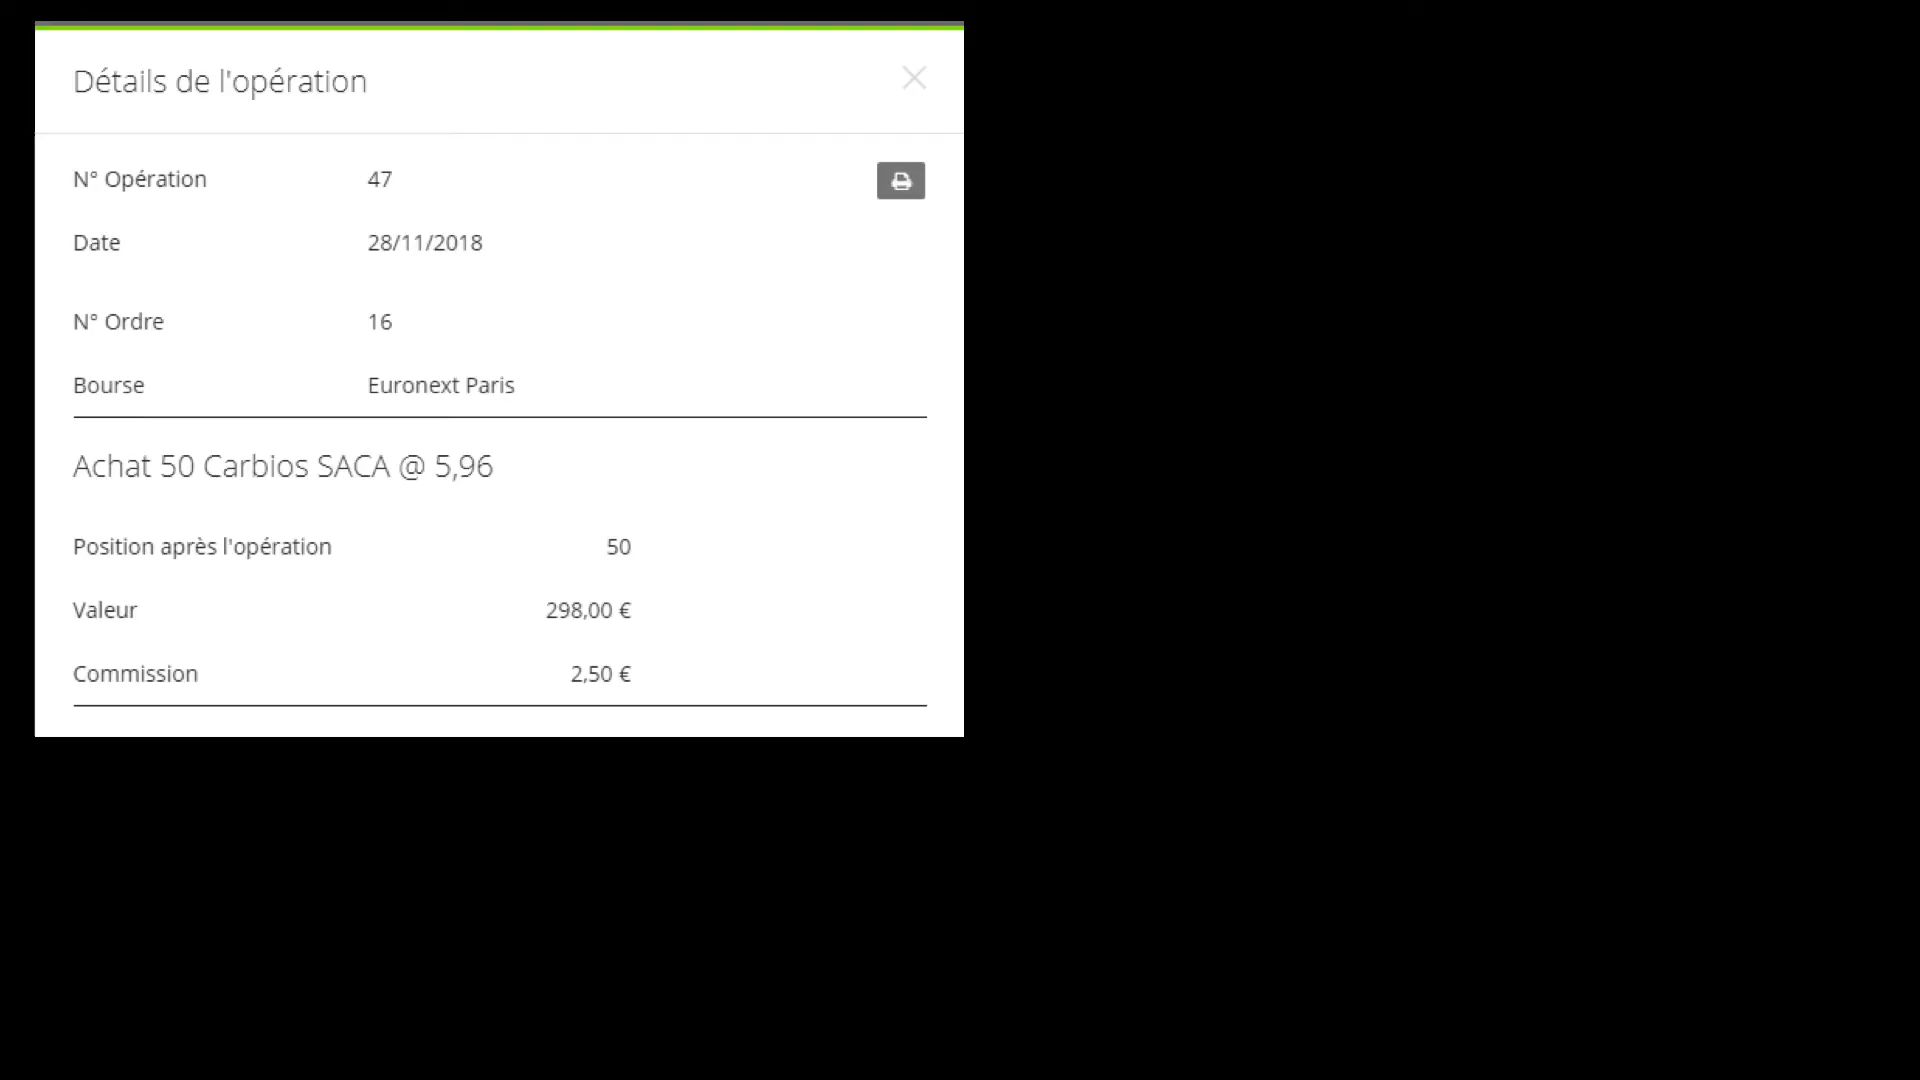 Détails de l'opération
N° Opération 47
Date 28/11/2018
N° Ordre 16
Bourse Euronext Paris
Achat 50 Carbios SACA @ 5,96
Position après l'opération 50
Valeur 298,00 €
Commission 2,50 €